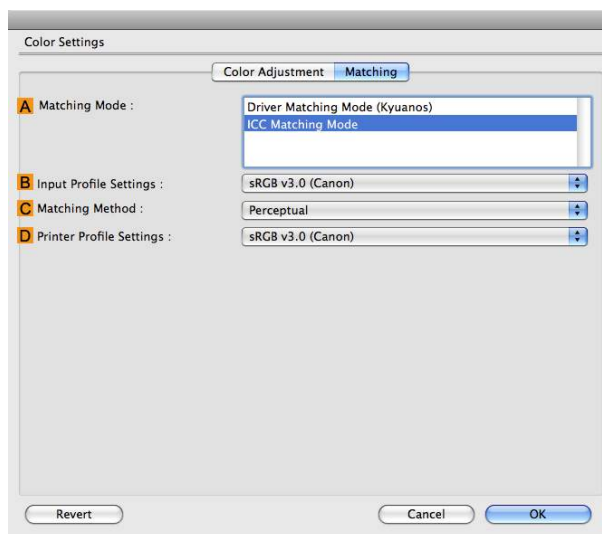 Color Settings
Color Adjustment Matching
A Matching Mode :
Driver Matching Mode (Kyuanos)
ICC Matching Mode
B Input Profile Settings : sRGB v3.0 (Canon)
C Matching Method : Perceptual
D Printer Profile Settings : sRGB v3.0 (Canon)
Revert Cancel OK